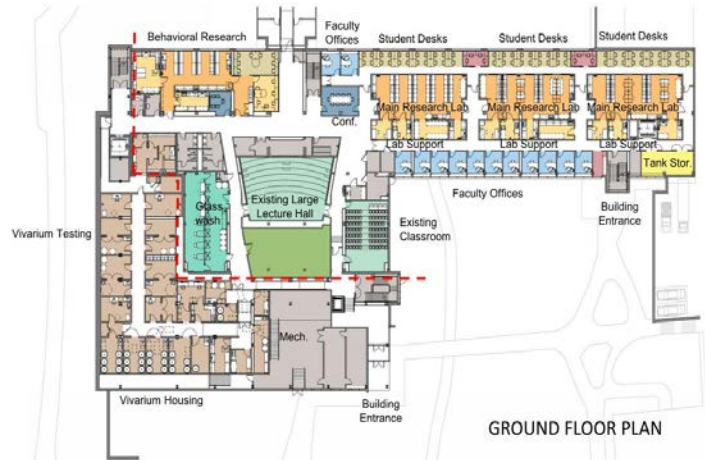 Behavioral Research
Faculty
Offices
Student Desks
Student Desks
Student Desks
Main Research Lab
Main Research Lab
Main Research Lab
Conf.
Lab Support
Lab Support
Lab Support
Tank Stor.
Faculty Offices
Building
Entrance
Glass
wash
Existing Large
Lecture Hall
Existing
Classroom
Vivarium Testing
Mech.
Vivarium Housing
Building
Entrance
GROUND FLOOR PLAN